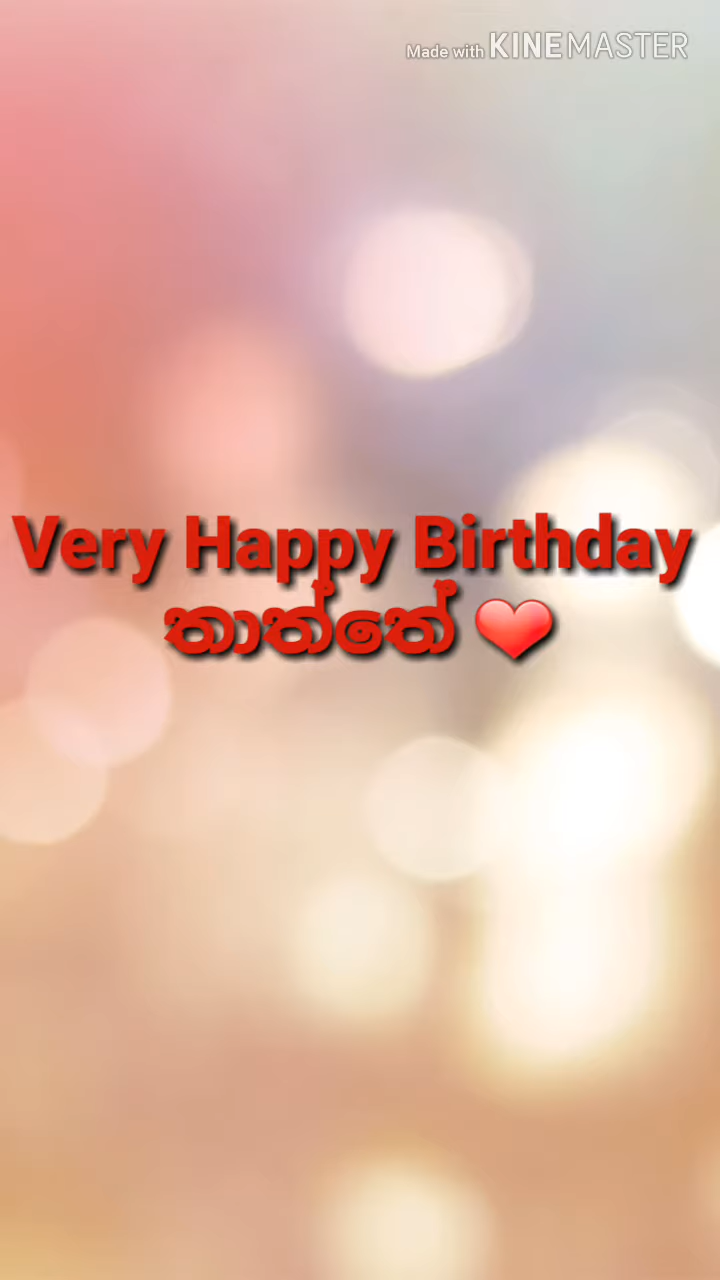 Made with KINEMASTER
Very Happy Birthday
තාත්තේ ❤